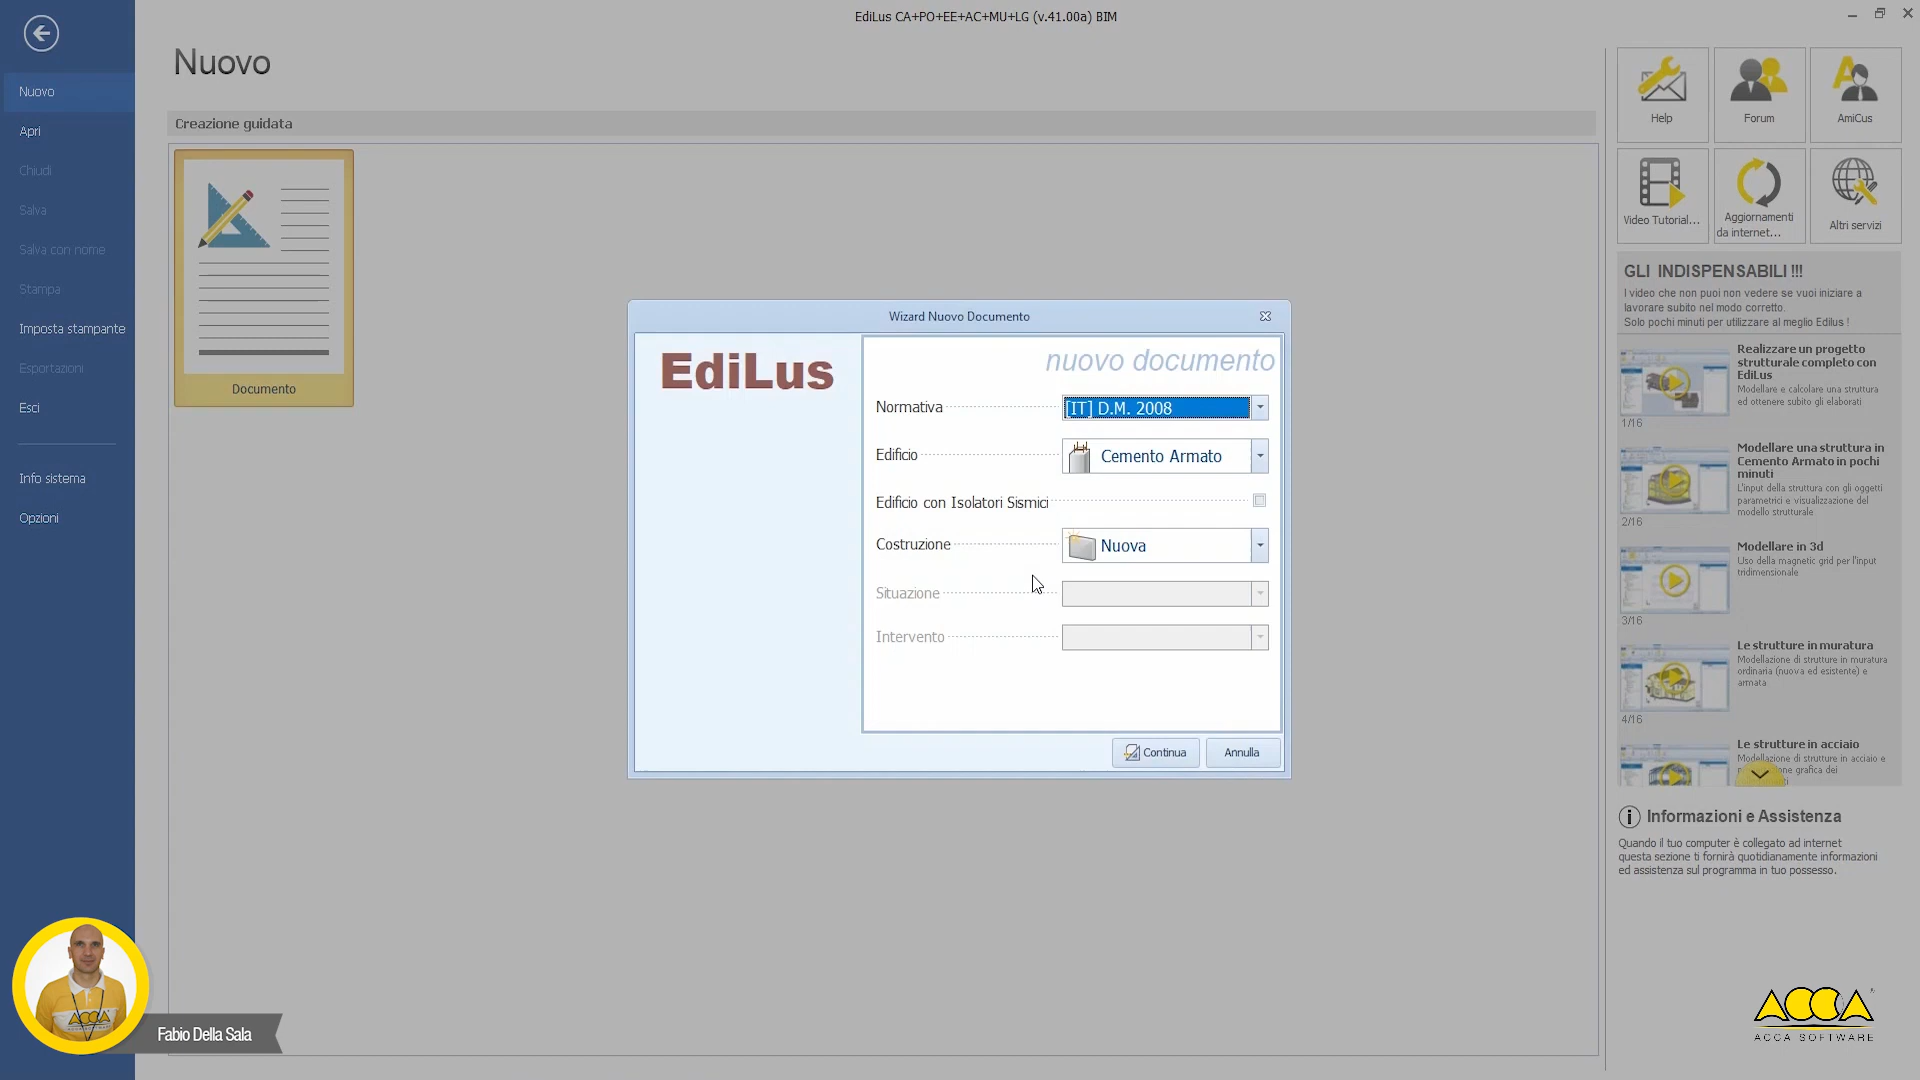 EdiLus CA+PO+EE+AC+MU+LG (v.41.00a) BIM
Nuovo
Apri
Chiudi
Salva
Salva con nome
Stampa
Imposta stampante
Esportazioni
Esci
Info sistema
Opzioni
Nuovo
Creazione guidata
Documento
Wizard Nuovo Documento
EdiLus
nuovo documento
Normativa
[IT] D.M. 2008
Edificio
Cemento Armato
Edificio con Isolatori Sismici
Costruzione
Nuova
Situazione
Intervento
Continua
Annulla
Help
Forum
AmiCus
Video Tutorial...
Aggiornamenti
da internet...
Altri servizi
GLI INDISPENSABILI !!!
I video che non puoi non vedere se vuoi iniziare a
lavorare subito nel modo corretto.
Solo pochi minuti per utilizzare al meglio Edilus !
Realizzare un progetto
strutturale completo con
EdiLus
Modellare e calcolare una struttura
ed ottenere subito gli elaborati
1/16
Modellare una struttura in
Cemento Armato in pochi
minuti
L'input della struttura con gli oggetti
parametrici e visualizzazione del
modello strutturale
2/16
Modellare in 3d
Uso della magnetic grid per l'input
tridimensionale
3/16
Le strutture in muratura
Modellazione di strutture in muratura
ordinaria (nuova ed esistente) e
armata
4/16
Le strutture in acciaio
Modellazione di strutture in acciaio e
grafica dei
Informazioni e Assistenza
Quando il tuo computer è collegato ad internet
questa sezione ti fornirà quotidianamente informazioni
ed assistenza sul programma in tuo possesso.
ACCA
Fabio Della Sala
ACCA
ACCA SOFTWARE